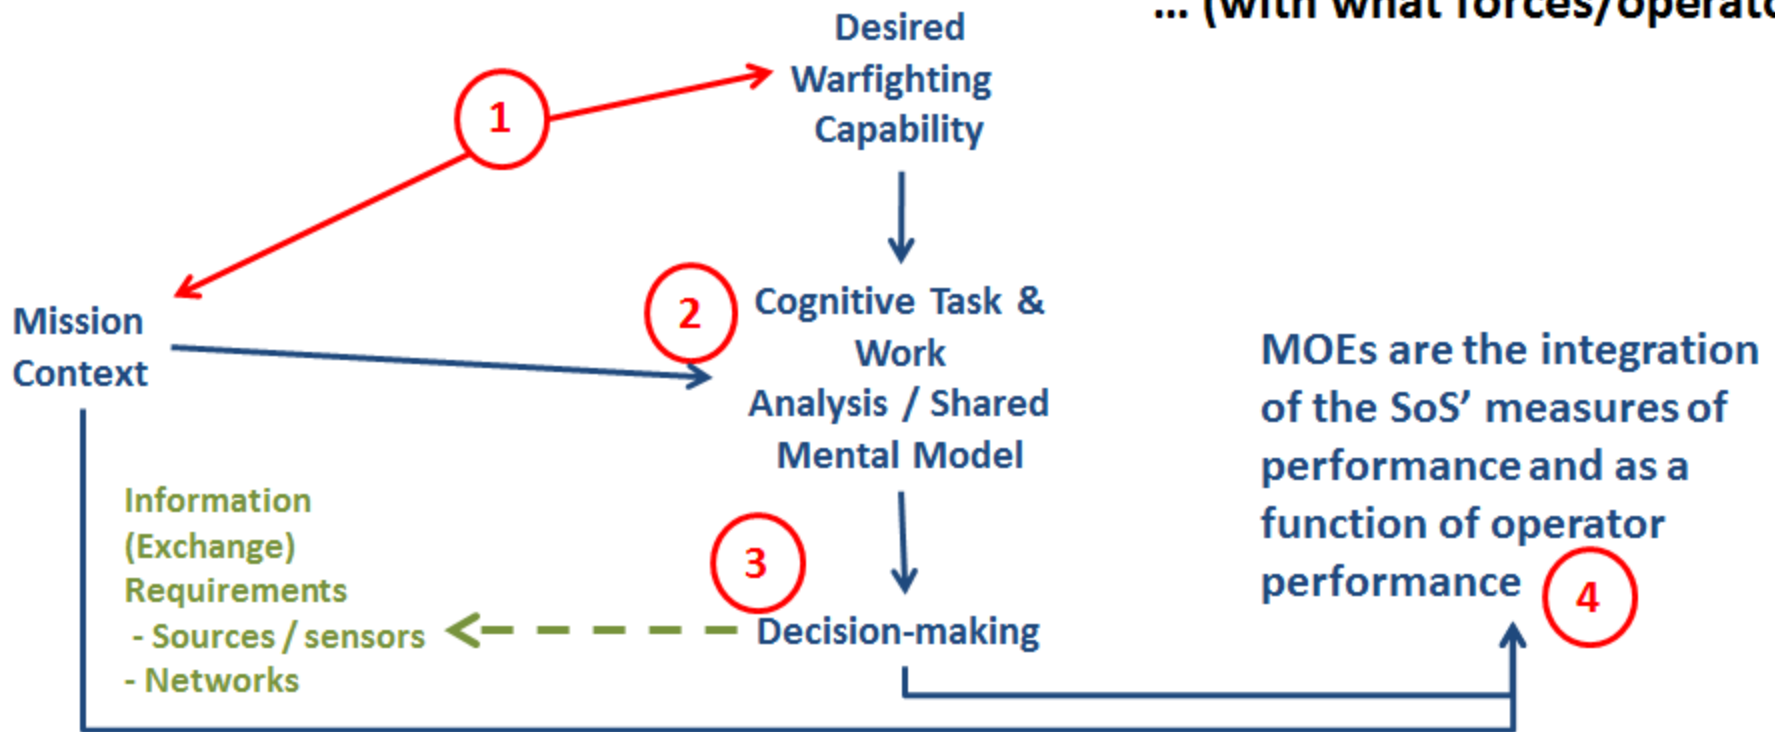 ... (with what forces/operato
Desired
Warfighting
Capability
1
Mission
Context
2
Cognitive Task &
Work
Analysis / Shared
Mental Model
MOEs are the integration
of the SoS’ measures of
performance and as a
function of operator
performance
4
Information
(Exchange)
Requirements
- Sources / sensors
- Networks
3
Decision-making